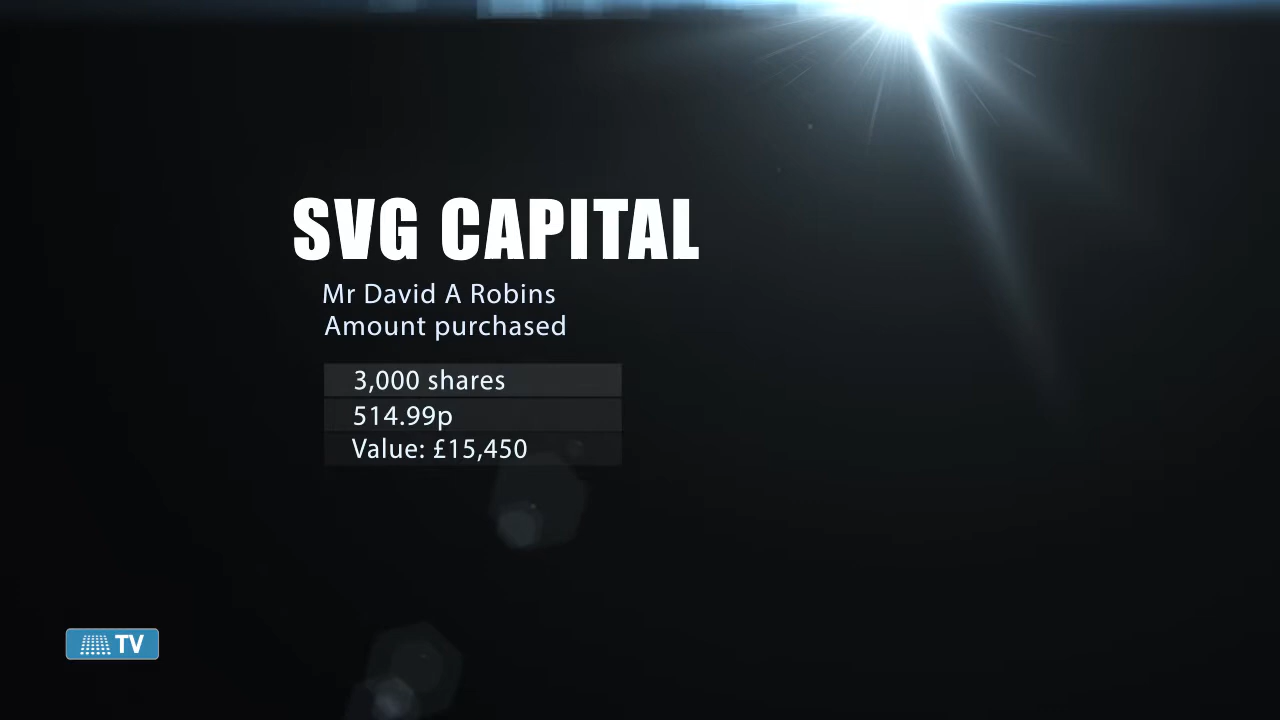 SVG CAPITAL
Mr David A Robins
Amount purchased
3,000 shares
514.99p
Value: £15,450
TV